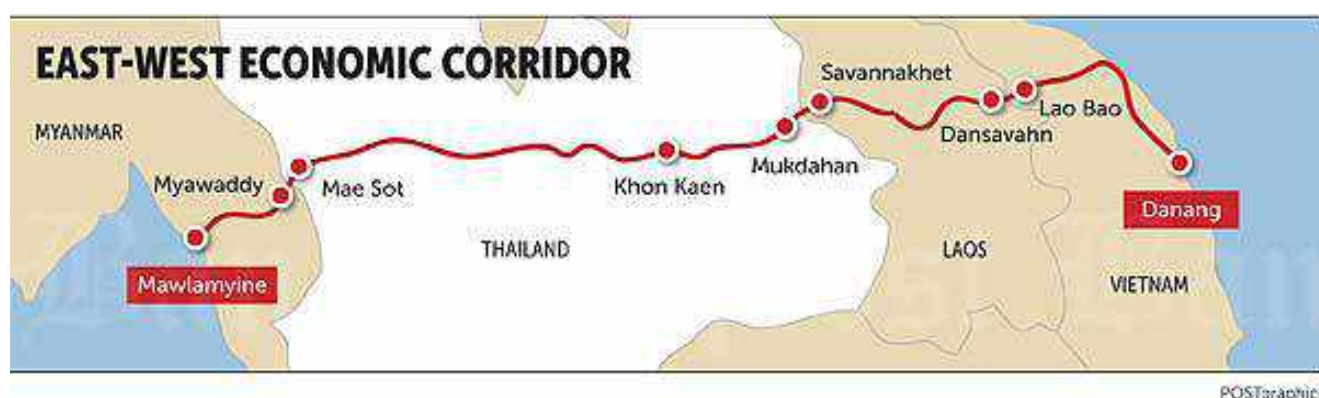 EAST-WEST ECONOMIC CORRIDOR
Savannakhet
MYANMAR
Lao Bao
Dansavahn
Mukdahan
Myawaddy
Mae Sot
Khon Kaen
Danang
THAILAND
LAOS
Mawlamyine
VIETNAM
POSTgraphic